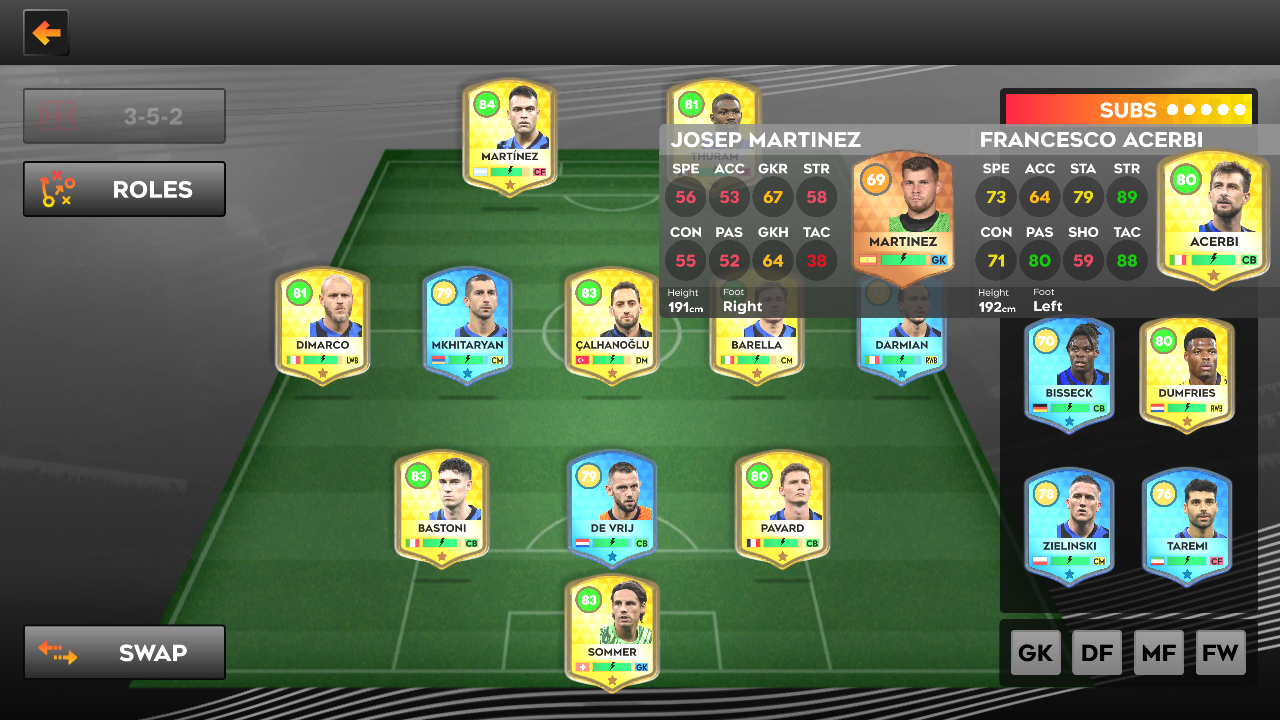 3-5-2
ROLES
SWAP
84
MARTÍNEZ
CF
81
THURAM
81
DIMARCO
LWB
79
MKHITARYAN
CM
83
ÇALHANOĞLU
DM
BARELLA
CM
DARMIAN
RWB
83
BASTONI
CB
79
DE VRIJ
CB
80
PAVARD
CB
83
SOMMER
GK
SUBS
JOSEP MARTINEZ
SPE ACC GKR STR
56 53 67 58
CON PAS GKH TAC
55 52 64 38
Height Foot
191cm Right
69
MARTINEZ
GK
FRANCESCO ACERBI
SPE ACC STA STR
73 64 79 89
CON PAS SHO TAC
71 80 59 88
Height Foot
192cm Left
80
ACERBI
CB
70
BISSECK
CB
80
DUMFRIES
RWB
78
ZIELINSKI
CM
76
TAREMI
CF
GK DF MF FW